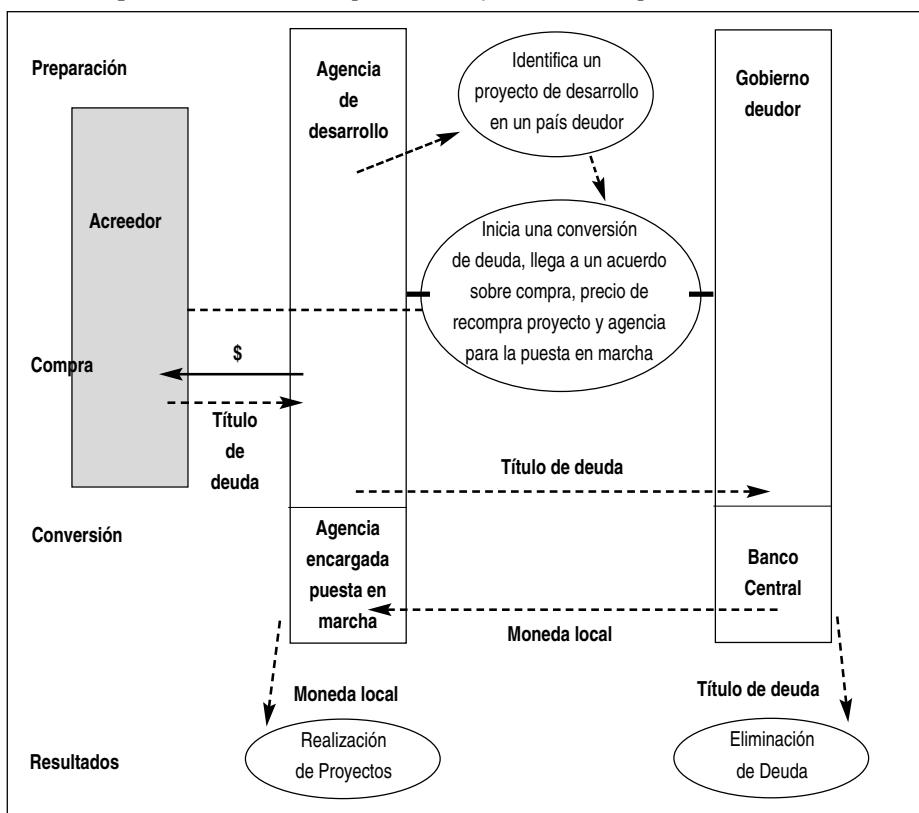 Preparación
Agencia
de
desarrollo
Identifica un
proyecto de desarrollo
en un país deudor
Gobierno
deudor
Acreedor
Inicia una conversión
de deuda, llega a un acuerdo
sobre compra, precio de
recompra proyecto y agencia
para la puesta en marcha
Compra
$
Título
de
deuda
Título de deuda
Conversión
Agencia
encargada
puesta en
marcha
Banco
Central
Moneda local
Moneda local
Título de deuda
Resultados
Realización
de Proyectos
Eliminación
de Deuda